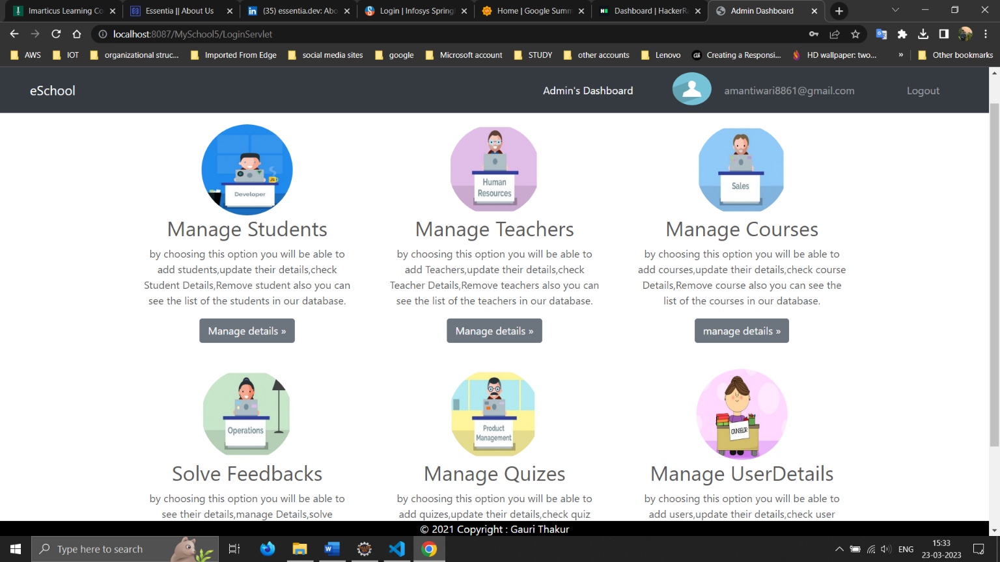 Imarticus Learning Co
Essentia || About Us
(35) essentia.dev: Abo
Login | Infosys Spring
Home | Google Summ
Dashboard | HackerRa
Admin Dashboard
localhost:8087/MySchool5/LoginServlet
AWS
IOT
organizational struc...
Imported From Edge
social media sites
google
Microsoft account
STUDY
other accounts
Lenovo
Creating a Responsi...
HD wallpaper: two...
»
Other bookmarks
eSchool
Admin's Dashboard
amantiwari8861@gmail.com
Logout
JS
Developer
Human
Resources
Sales
Manage Students
by choosing this option you will be able to
add students,update their details,check
Student Details,Remove student also you can
see the list of the students in our database.
Manage details »
Manage Teachers
by choosing this option you will be able to
add Teachers,update their details,check
Teacher Details,Remove teachers also you can
see the list of the teachers in our database.
Manage details »
Manage Courses
by choosing this option you will be able to
add courses,update their details,check course
Details,Remove course also you can see the
list of the courses in our database.
manage details »
Operations
Product
Management
COUNSELOR
Solve Feedbacks
by choosing this option you will be able to
see their details,manage Details,solve
Manage Quizes
by choosing this option you will be able to
add quizes,update their details,check quiz
Manage UserDetails
by choosing this option you will be able to
add users,update their details,check user
© 2021 Copyright : Gauri Thakur
Type here to search
ENG
15:33
23-03-2023